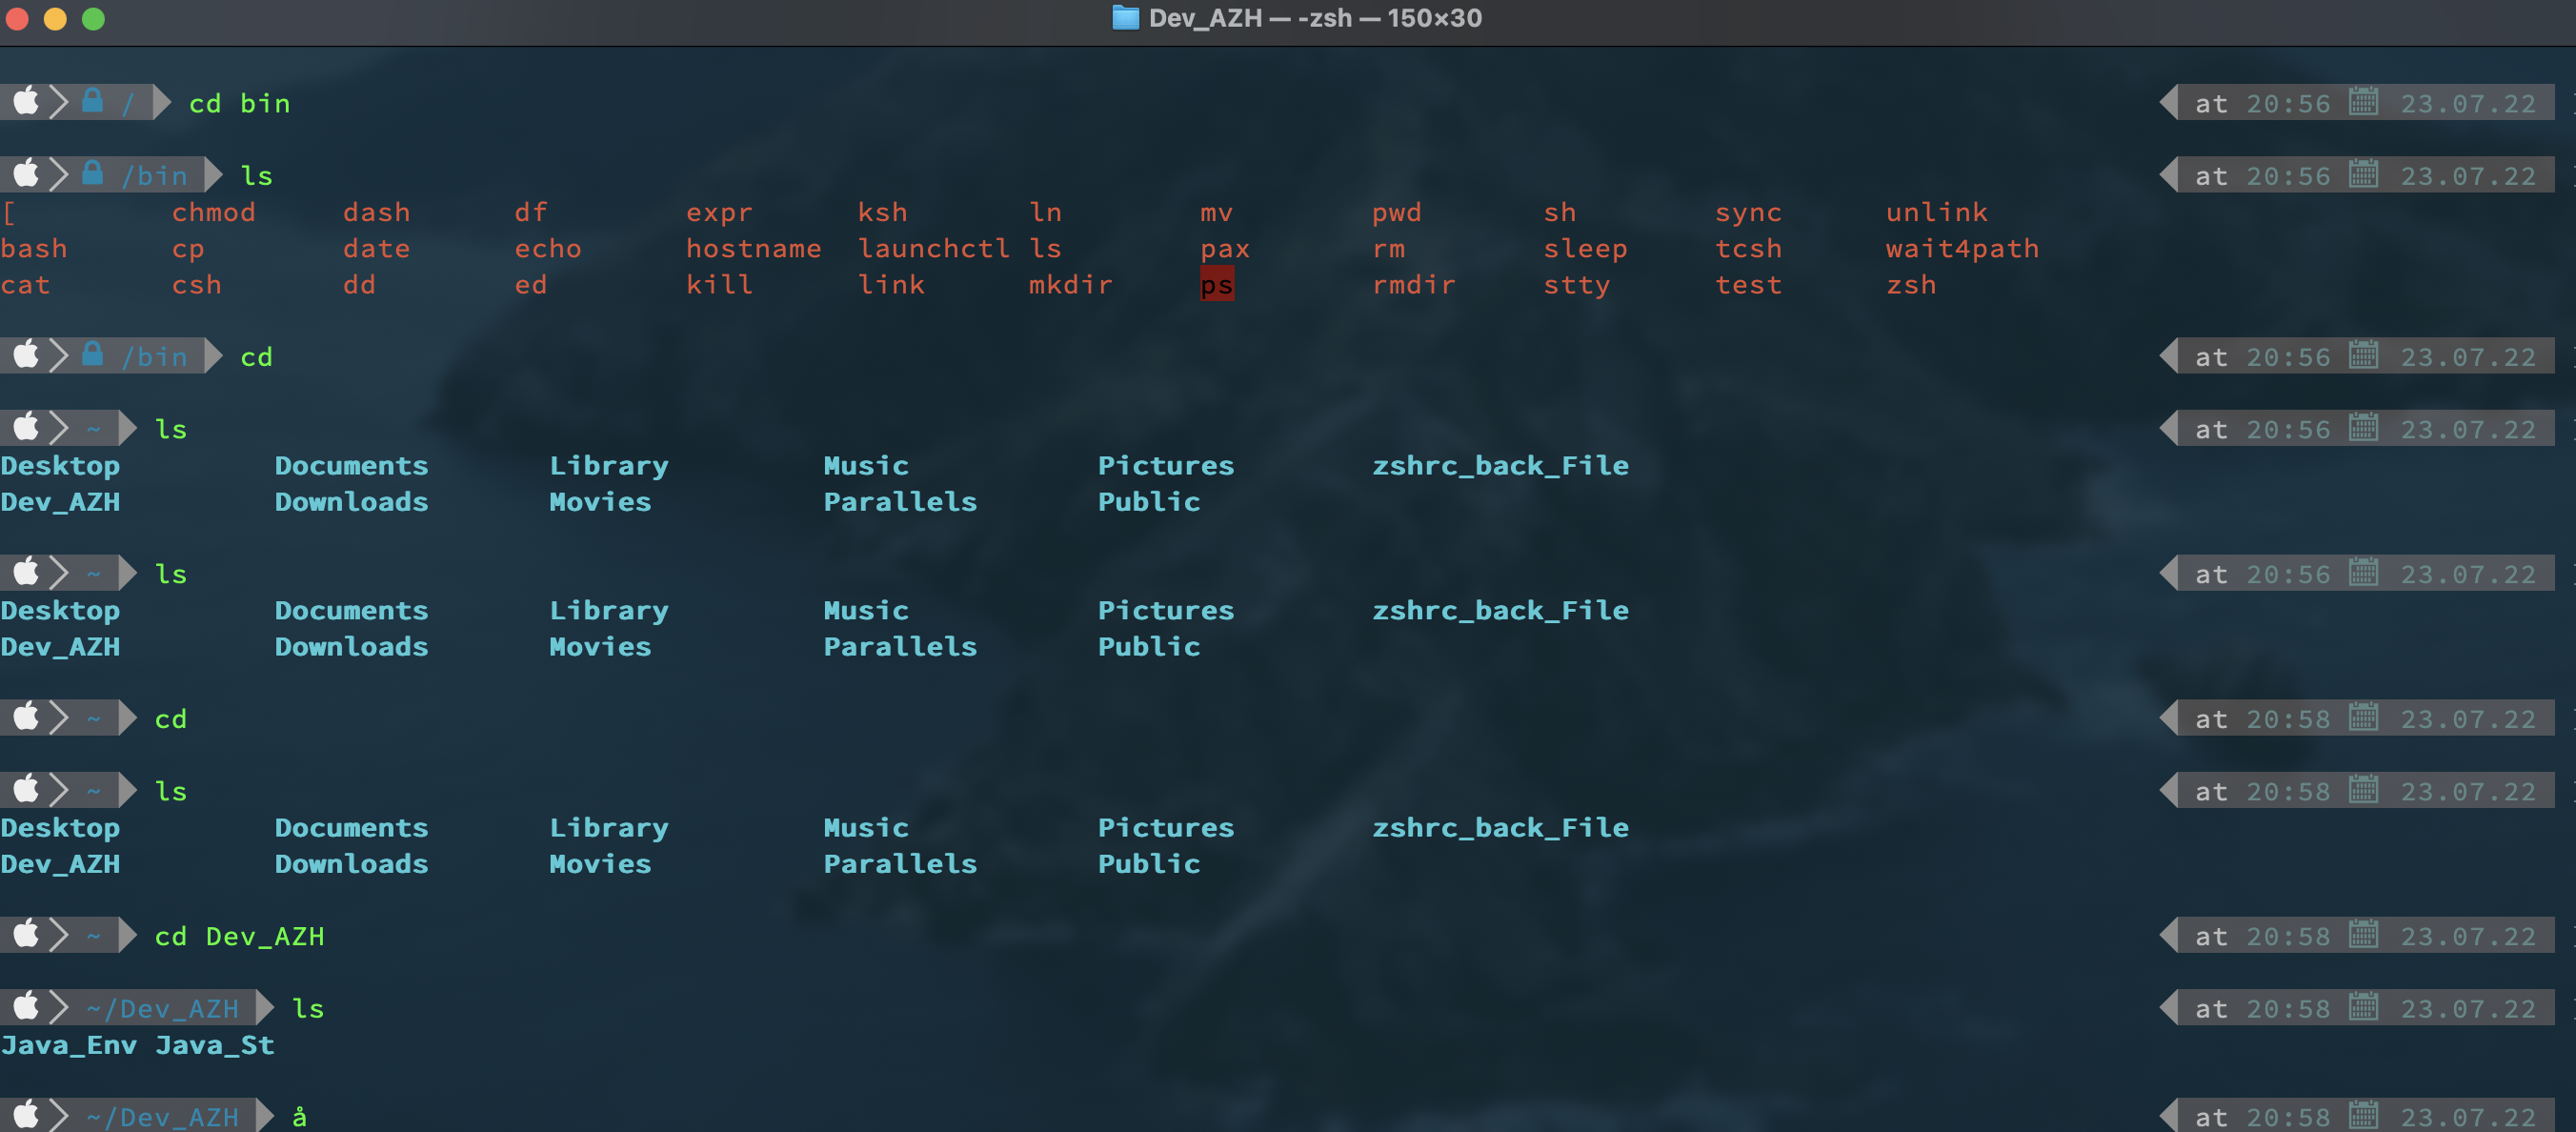 Dev_AZH — -zsh — 150×30
/ cd bin at 20:56 23.07.22
/bin ls at 20:56 23.07.22
[ chmod dash df expr ksh ln mv pwd sh sync unlink
bash cp date echo hostname launchctl ls pax rm sleep tcsh wait4path
cat csh dd ed kill link mkdir ps rmdir stty test zsh
/bin cd at 20:56 23.07.22
~ ls at 20:56 23.07.22
Desktop Documents Library Music Pictures zshrc_back_File
Dev_AZH Downloads Movies Parallels Public
~ ls at 20:56 23.07.22
Desktop Documents Library Music Pictures zshrc_back_File
Dev_AZH Downloads Movies Parallels Public
~ cd at 20:58 23.07.22
~ ls at 20:58 23.07.22
Desktop Documents Library Music Pictures zshrc_back_File
Dev_AZH Downloads Movies Parallels Public
~ cd Dev_AZH at 20:58 23.07.22
~/Dev_AZH ls at 20:58 23.07.22
Java_Env Java_St
~/Dev_AZH å at 20:58 23.07.22